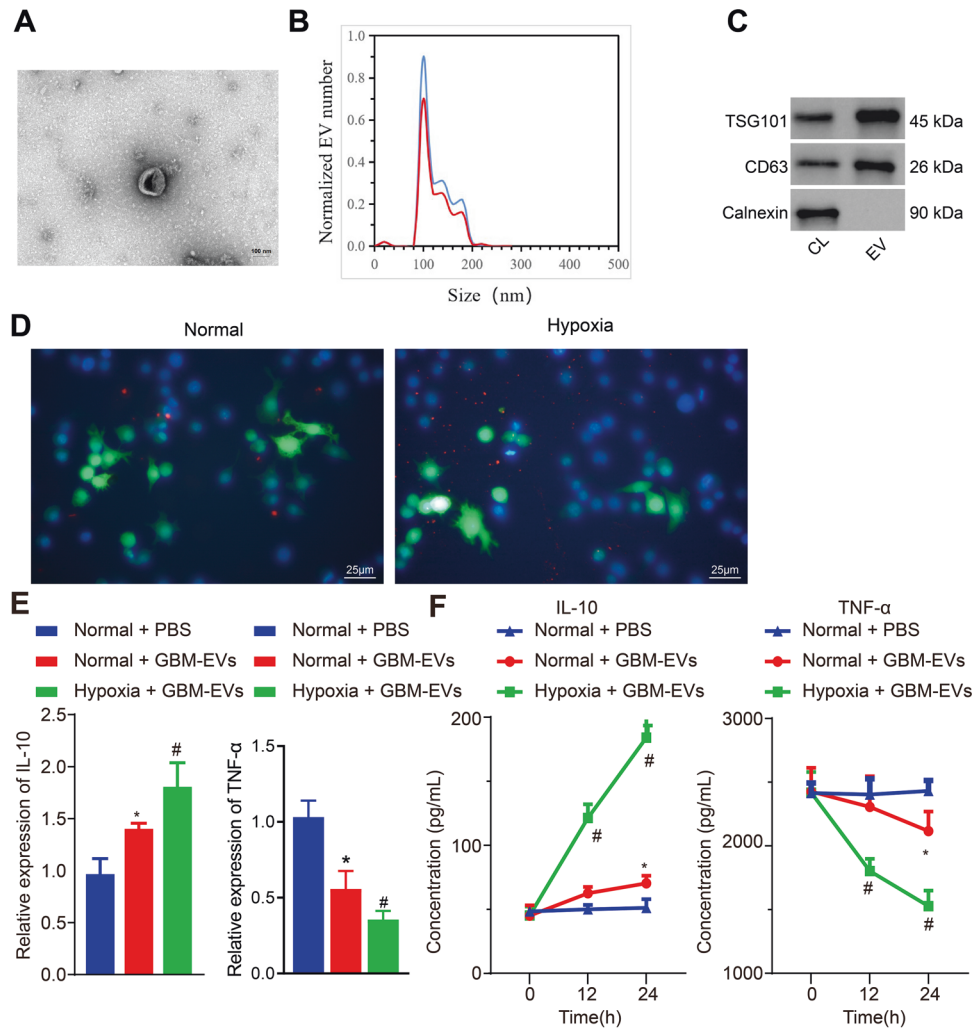 A
100 nm
B
Normalized EV number
1.0
0.8
0.6
0.4
0.2
0.0
0 100 200 300 400 500
Size (nm)
C
TSG101 45 kDa
CD63 26 kDa
Calnexin 90 kDa
CL EV
D
Normal Hypoxia
25μm 25μm
E
Normal + PBS Normal + PBS
Normal + GBM-EVs Normal + GBM-EVs
Hypoxia + GBM-EVs Hypoxia + GBM-EVs
Relative expression of IL-10
2.5
2.0
1.5
1.0
0.5
0.0
* #
Relative expression of TNF-α
1.5
1.0
0.5
0.0
* #
F
IL-10 TNF-α
Normal + PBS Normal + PBS
Normal + GBM-EVs Normal + GBM-EVs
Hypoxia + GBM-EVs Hypoxia + GBM-EVs
Concentration (pg/mL)
200
100
0
# # *
0 12 24
Time(h)
Concentration (pg/mL)
3000
2000
1000
* # #
0 12 24
Time(h)